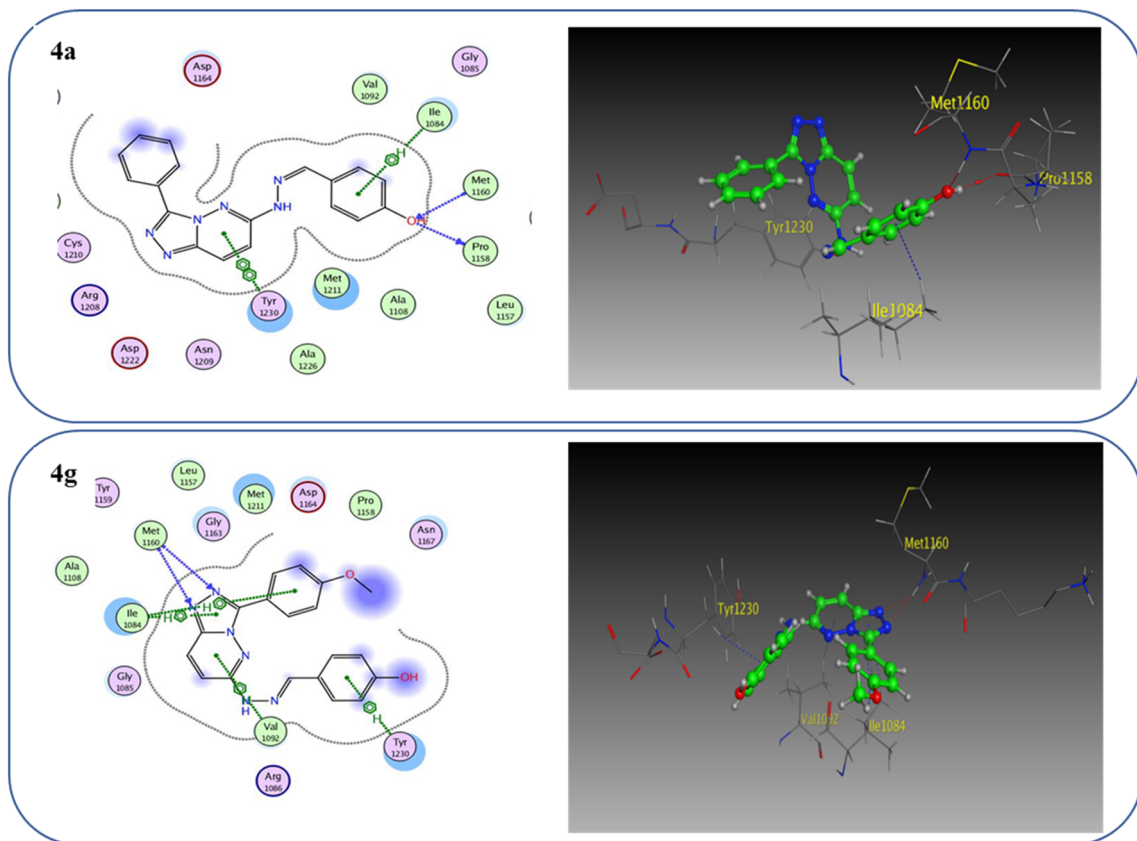 4a
Asp
1164
Gly
1085
Val
1092
Ile
1084
H
Met
1160
N
N
NH
OH
N
N
N
N
Pro
1158
Cys
1210
Met
1211
Tyr
1230
Ala
1108
Leu
1157
Arg
1208
Asp
1222
Asn
1209
Ala
1226
Met1160
Pro1158
Tyr1230
Ile1084
4g
Leu
1157
Tyr
1159
Met
1211
Asp
1164
Pro
1158
Met
1160
Gly
1163
Asn
1167
Ala
1108
O
N
N
Ile
1084
H
H
N
N
Gly
1085
OH
N
N
H
H
Val
1092
Tyr
1230
Arg
1086
Met1160
Tyr1230
Val1092
Ile1084